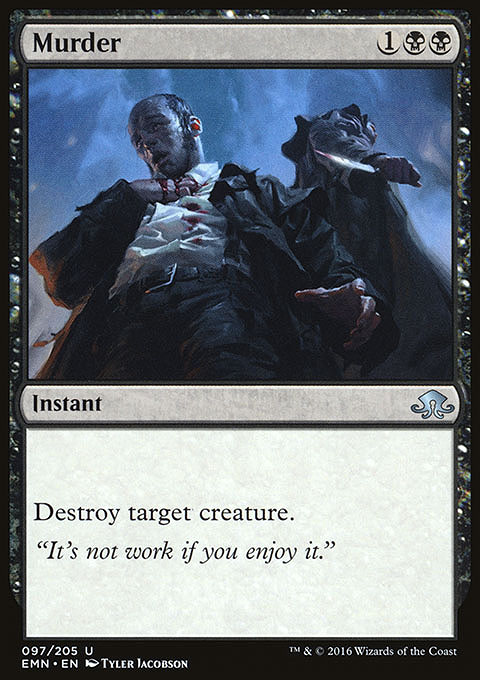 Murder 1
Instant
Destroy target creature.
“It’s not work if you enjoy it.”
097/205 U
EMN • EN Tyler Jacobson
™ & © 2016 Wizards of the Coast